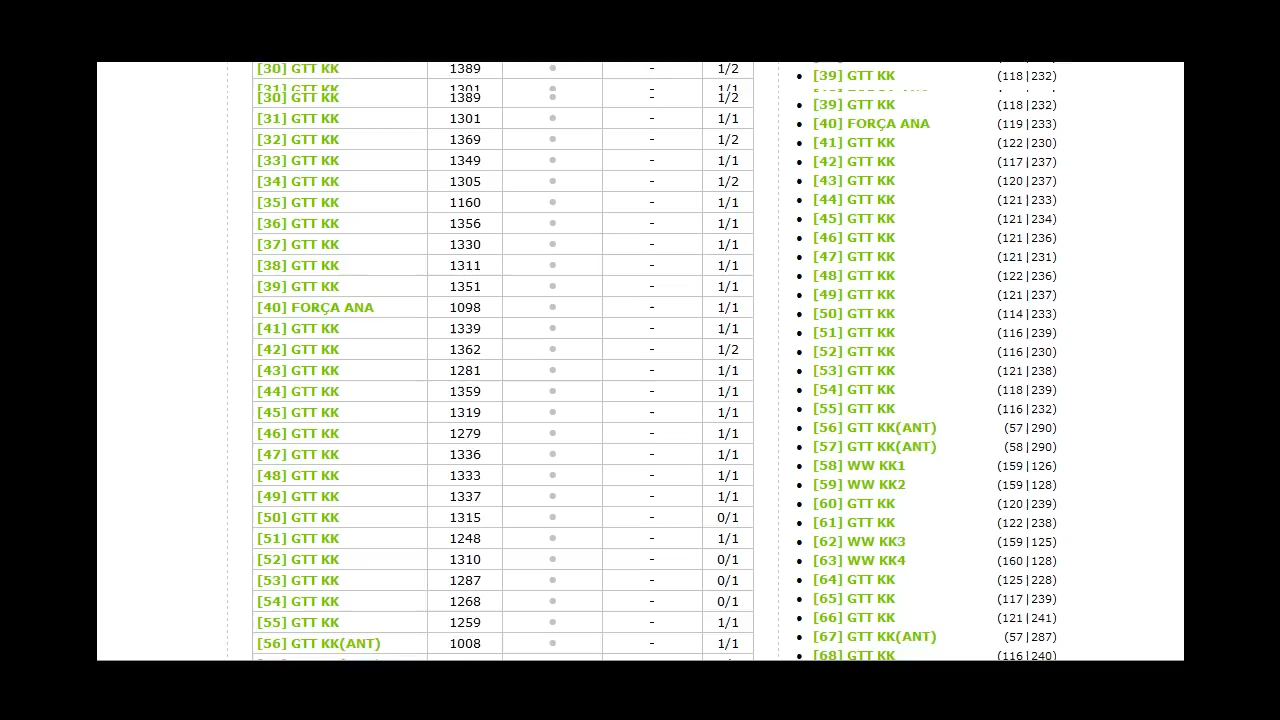 [30] GTT KK 1389 - 1/2
[31] GTT KK 1301 1/1
[30] GTT KK 1389 - 1/2
[31] GTT KK 1301 - 1/1
[32] GTT KK 1369 - 1/2
[33] GTT KK 1349 - 1/1
[34] GTT KK 1305 - 1/2
[35] GTT KK 1160 - 1/1
[36] GTT KK 1356 - 1/1
[37] GTT KK 1330 - 1/1
[38] GTT KK 1311 - 1/1
[39] GTT KK 1351 - 1/1
[40] FORÇA ANA 1098 - 1/1
[41] GTT KK 1339 - 1/1
[42] GTT KK 1362 - 1/2
[43] GTT KK 1281 - 1/1
[44] GTT KK 1359 - 1/1
[45] GTT KK 1319 - 1/1
[46] GTT KK 1279 - 1/1
[47] GTT KK 1336 - 1/1
[48] GTT KK 1333 - 1/1
[49] GTT KK 1337 - 1/1
[50] GTT KK 1315 - 0/1
[51] GTT KK 1248 - 1/1
[52] GTT KK 1310 - 0/1
[53] GTT KK 1287 - 0/1
[54] GTT KK 1268 - 0/1
[55] GTT KK 1259 - 1/1
[56] GTT KK(ANT) 1008 - 1/1
[39] GTT KK (118|232)
[39] GTT KK (118|232)
[40] FORÇA ANA (119|233)
[41] GTT KK (122|230)
[42] GTT KK (117|237)
[43] GTT KK (120|237)
[44] GTT KK (121|233)
[45] GTT KK (121|234)
[46] GTT KK (121|236)
[47] GTT KK (121|231)
[48] GTT KK (122|236)
[49] GTT KK (121|237)
[50] GTT KK (114|233)
[51] GTT KK (116|239)
[52] GTT KK (116|230)
[53] GTT KK (121|238)
[54] GTT KK (118|239)
[55] GTT KK (116|232)
[56] GTT KK(ANT) (57|290)
[57] GTT KK(ANT) (58|290)
[58] WW KK1 (159|126)
[59] WW KK2 (159|128)
[60] GTT KK (120|239)
[61] GTT KK (122|238)
[62] WW KK3 (159|125)
[63] WW KK4 (160|128)
[64] GTT KK (125|228)
[65] GTT KK (117|239)
[66] GTT KK (121|241)
[67] GTT KK(ANT) (57|287)
[68] GTT KK (116|240)